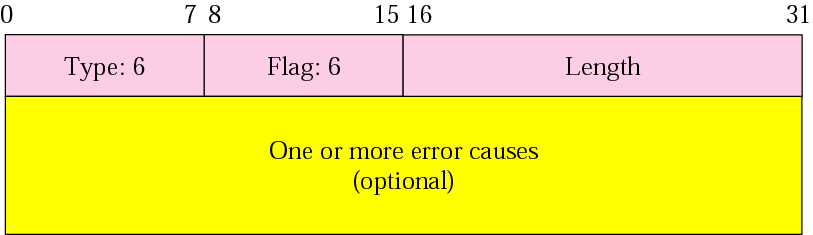 0 7 8 15 16 31
Type: 6 Flag: 6 Length
One or more error causes
(optional)